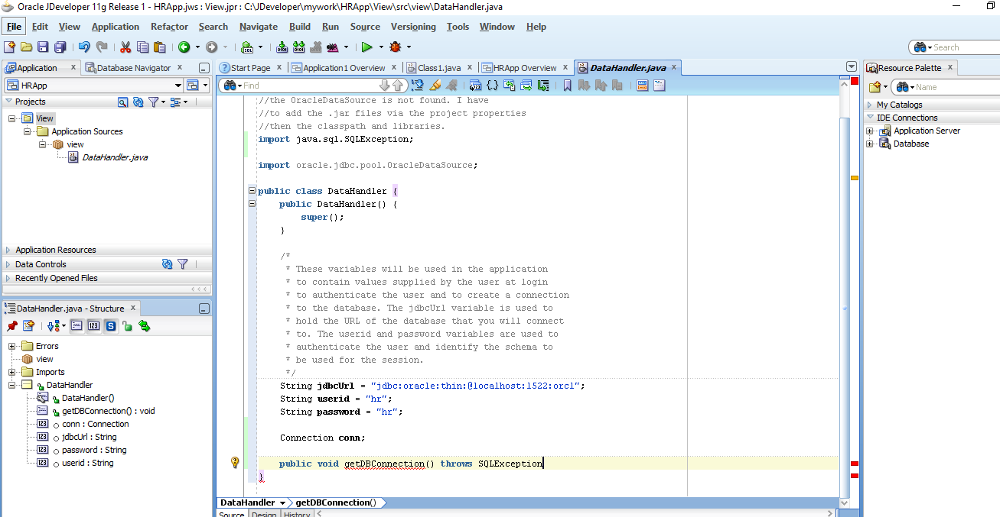 Oracle JDeveloper 11g Release 1 - HRApp.jws : View.jpr : C:\JDeveloper\mywork\HRApp\View\src\view\DataHandler.java
File Edit View Application Refactor Search Navigate Build Run Source Versioning Tools Window Help
Search
Application x Database Navigator x
Start Page x Application1 Overview x Class1.java x HRApp Overview x DataHandler.java x
Resource Palette x
HRApp
Find
Name
Projects
My Catalogs
IDE Connections
Application Server
Database
View
Application Sources
view
DataHandler.java
Application Resources
Data Controls
Recently Opened Files
DataHandler.java - Structure x
Errors
view
Imports
DataHandler
DataHandler()
getDBConnection() : void
conn : Connection
jdbcUrl : String
password : String
userid : String
//the OracleDataSource is not found. I have
//to add the .jar files via the project properties
//then the classpath and libraries.
import java.sql.SQLException;
import oracle.jdbc.pool.OracleDataSource;
public class DataHandler {
public DataHandler() {
super();
}
/*
* These variables will be used in the application
* to contain values supplied by the user at login
* to authenticate the user and to create a connection
* to the database. The jdbcUrl variable is used to
* hold the URL of the database that you will connect
* to. The userid and password variables are used to
* authenticate the user and identify the schema to
* be used for the session.
*/
String jdbcUrl = "jdbc:oracle:thin:@localhost:1522:orcl";
String userid = "hr";
String password = "hr";
Connection conn;
public void getDBConnection() throws SQLException
}
DataHandler getDBConnection()
Source Design History